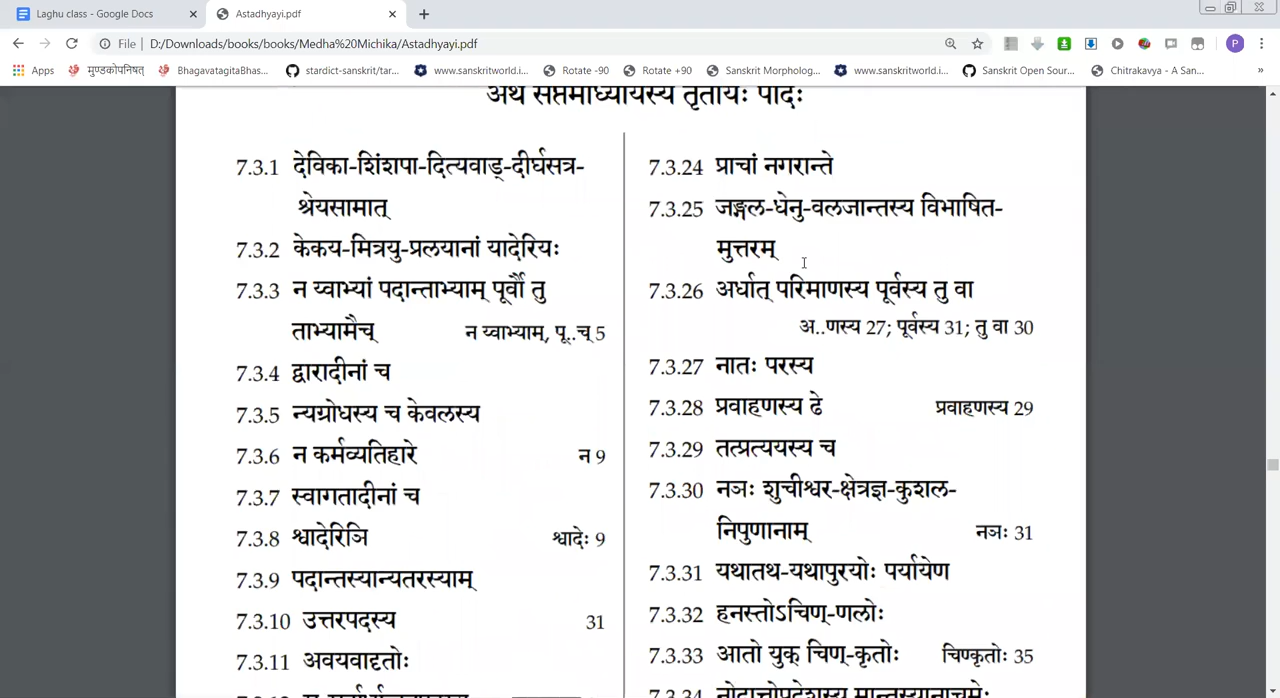 Laghu class - Google Docs
Astadhyayi.pdf
File
D:/Downloads/books/books/Medha%20Michika/Astadhyayi.pdf
P
Apps
मुण्डकोपनिषत्
BhagavatagitaBhas...
stardict-sanskrit/tar...
www.sanskritworld.i...
Rotate -90
Rotate +90
Sanskrit Morpholog...
www.sanskritworld.i...
Sanskrit Open Sour...
Chitrakavya - A San...
»
अथ सप्तमाध्यायस्य तृतीयः पादः
7.3.1 देविका-शिंशपा-दित्यवाड्-दीर्घसत्र-
श्रेयसामात्
7.3.2 केकय-मित्रयु-प्रलयानां यादेरियः
7.3.3 न य्वाभ्यां पदान्ताभ्याम् पूर्वौ तु
ताभ्यामैच् न य्वाभ्याम्, पू..च् 5
7.3.4 द्वारादीनां च
7.3.5 न्यग्रोधस्य च केवलस्य
7.3.6 न कर्मव्यतिहारे न 9
7.3.7 स्वागतादीनां च
7.3.8 श्वादेरिञि श्वादेः 9
7.3.9 पदान्तस्यान्यतरस्याम्
7.3.10 उत्तरपदस्य 31
7.3.11 अवयवादृतोः
7.3.24 प्राचां नगरान्ते
7.3.25 जङ्गल-धेनु-वलजान्तस्य विभाषित-
मुत्तरम्
7.3.26 अर्धात् परिमाणस्य पूर्वस्य तु वा
अ..णस्य 27; पूर्वस्य 31; तु वा 30
7.3.27 नातः परस्य
7.3.28 प्रवाहणस्य ढे प्रवाहणस्य 29
7.3.29 तत्प्रत्ययस्य च
7.3.30 नञः शुचीश्वर-क्षेत्रज्ञ-कुशल-
निपुणानाम् नञः 31
7.3.31 यथातथ-यथापुरयोः पर्यायेण
7.3.32 हनस्तोऽचिण्-णलोः
7.3.33 आतो युक् चिण्-कृतोः चिण्कृतोः 35
7.3.34 नोदात्तोपदेशस्य मान्तस्यानाचमेः